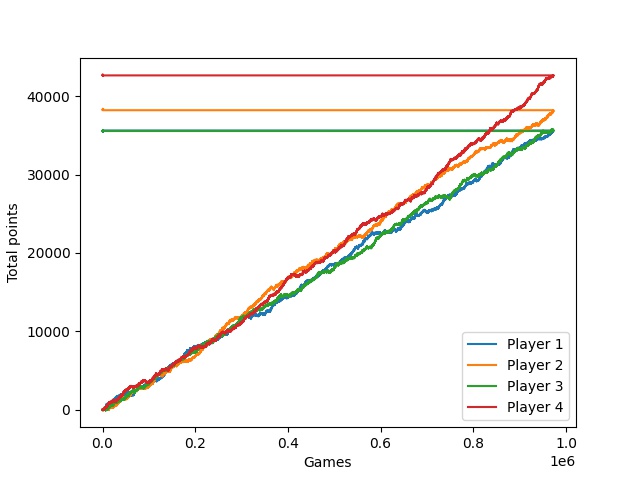 40000
30000
20000
10000
0
Total points
0.0 0.2 0.4 0.6 0.8 1.0
1e6
Games
Player 1
Player 2
Player 3
Player 4